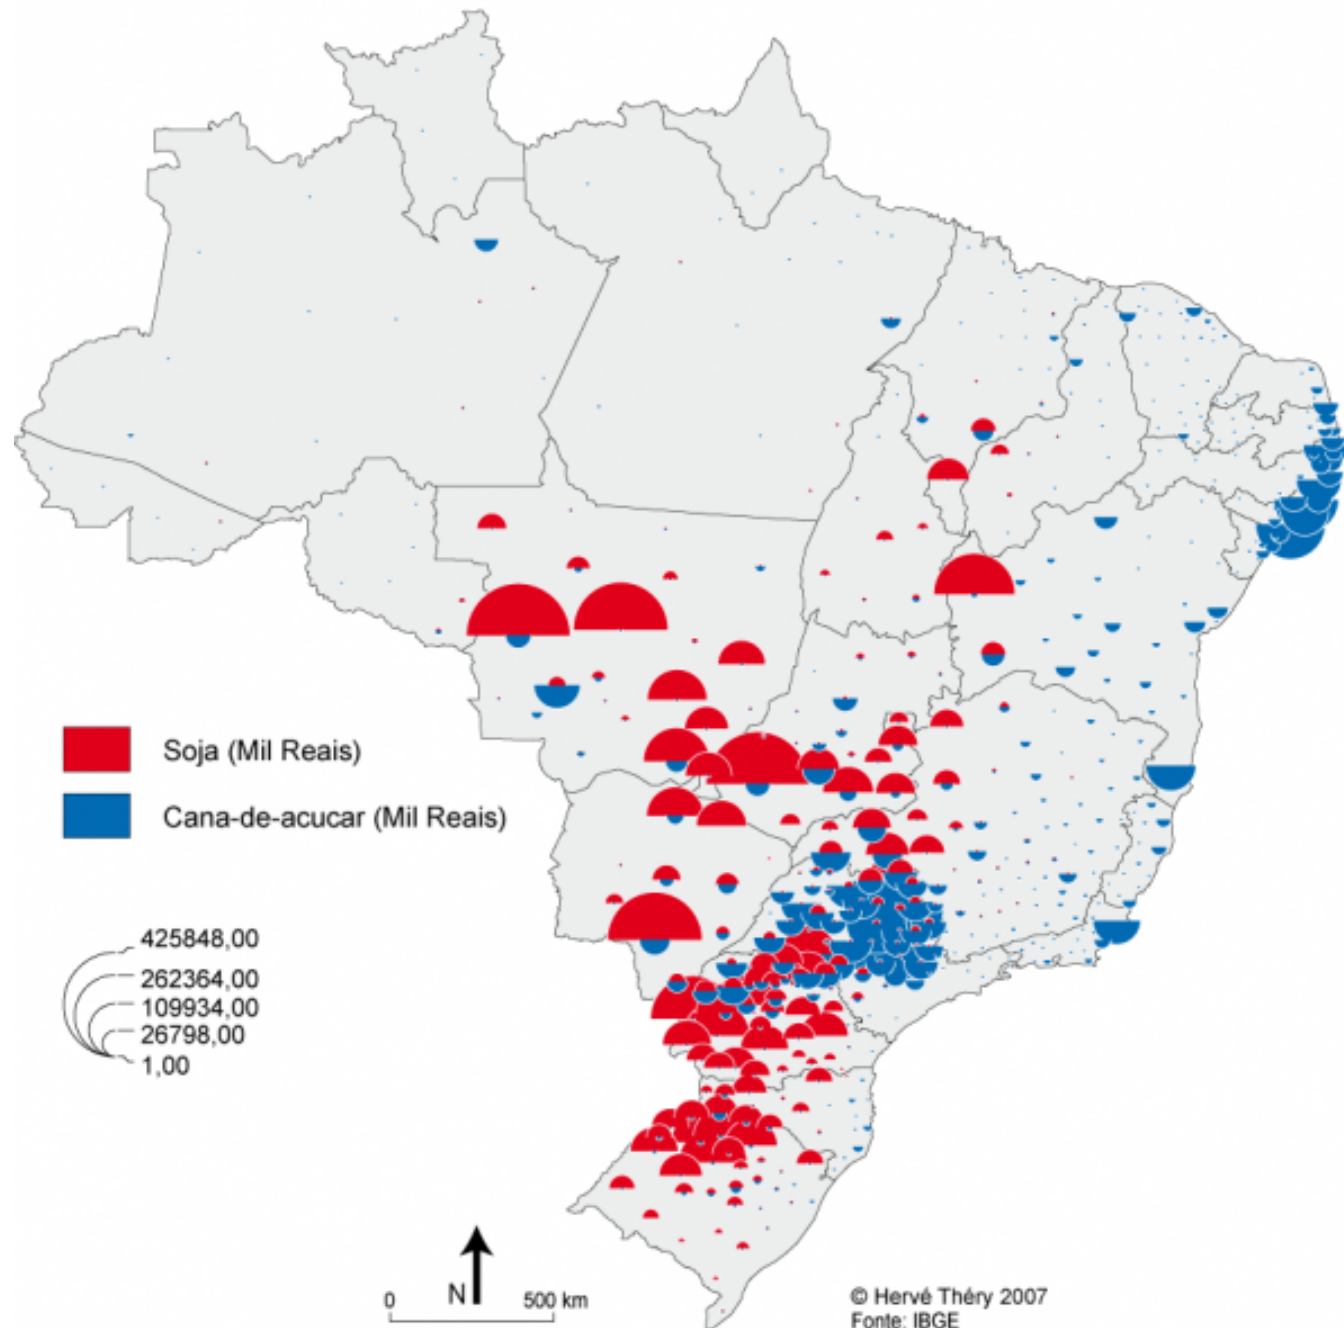 Soja (Mil Reais)
Cana-de-acucar (Mil Reais)
425848,00
262364,00
109934,00
26798,00
1,00
N
0 500 km
© Hervé Théry 2007
Fonte: IBGE